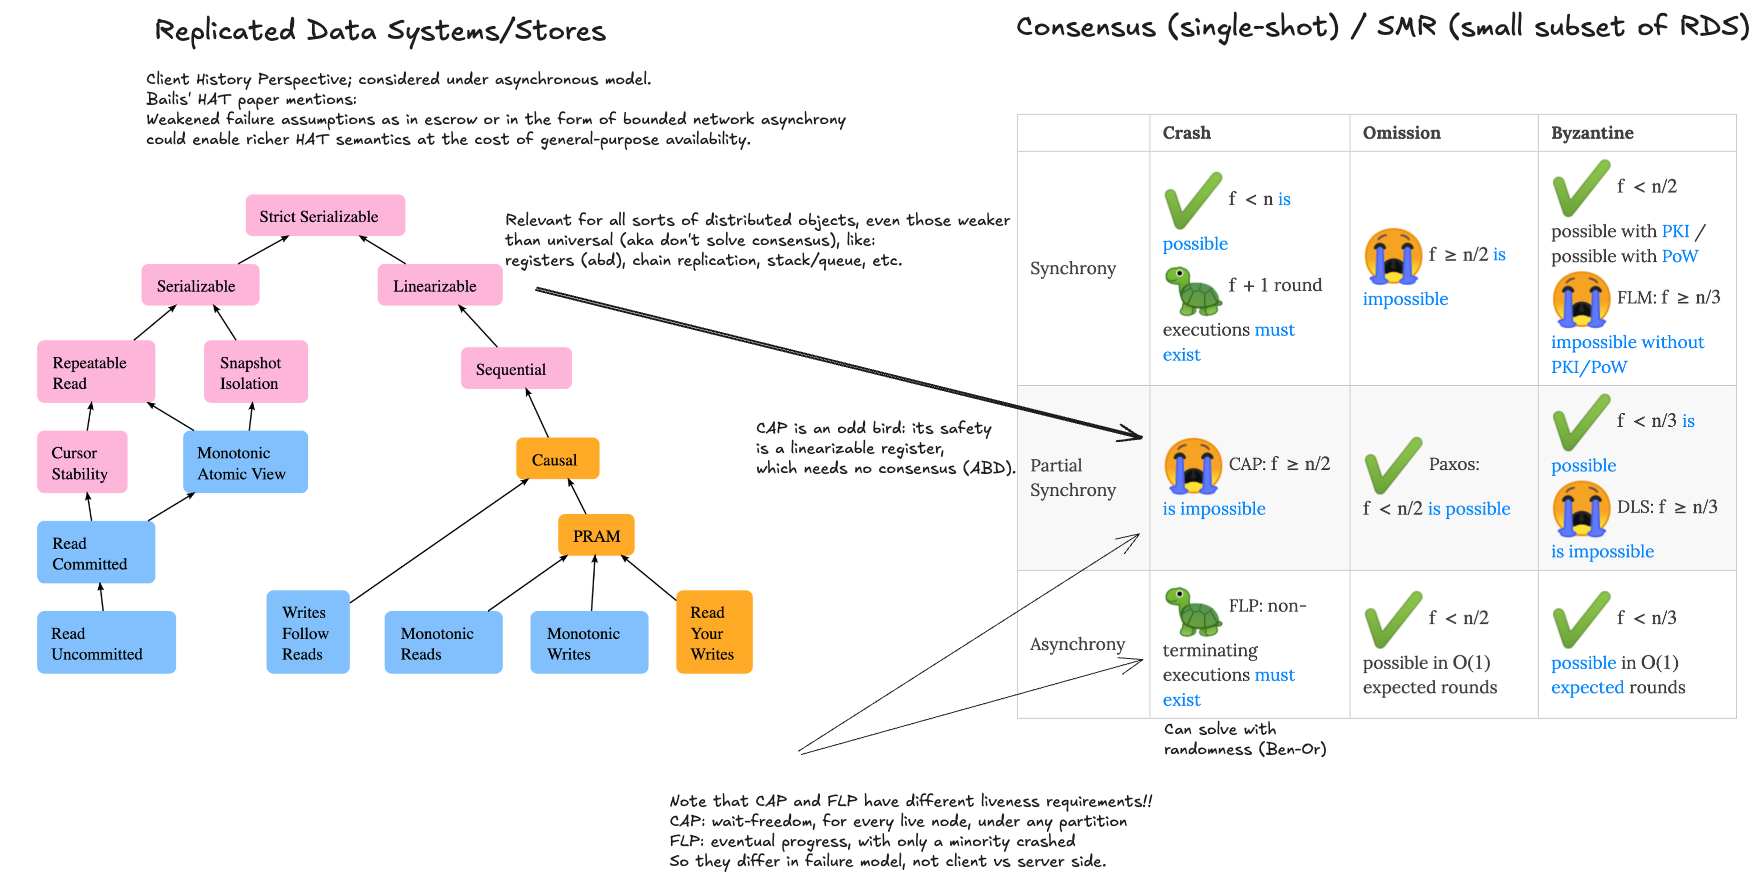 Replicated Data Systems/Stores
Consensus (single-shot) / SMR (small subset of RDS)
Client History Perspective; considered under asynchronous model.
Bailis' HAT paper mentions:
Weakened failure assumptions as in escrow or in the form of bounded network asynchrony
could enable richer HAT semantics at the cost of general-purpose availability.
Strict Serializable
Serializable
Linearizable
Relevant for all sorts of distributed objects, even those weaker
than universal (aka don't solve consensus), like:
registers (abd), chain replication, stack/queue, etc.
Repeatable
Read
Snapshot
Isolation
Sequential
Cursor
Stability
Monotonic
Atomic View
Causal
CAP is an odd bird: its safety
is a linearizable register,
which needs no consensus (ABD).
Read
Committed
PRAM
Read
Uncommitted
Writes
Follow
Reads
Monotonic
Reads
Monotonic
Writes
Read
Your
Writes
Crash
Omission
Byzantine
Synchrony
f < n is
possible
f + 1 round
executions must
exist
f ≥ n/2 is
impossible
f < n/2
possible with PKI /
possible with PoW
FLM: f ≥ n/3
impossible without
PKI/PoW
Partial
Synchrony
CAP: f ≥ n/2
is impossible
Paxos:
f < n/2 is possible
f < n/3 is
possible
DLS: f ≥ n/3
is impossible
Asynchrony
FLP: non-
terminating
executions must
exist
f < n/2
possible in O(1)
expected rounds
f < n/3
possible in O(1)
expected rounds
Can solve with
randomness (Ben-Or)
Note that CAP and FLP have different liveness requirements!!
CAP: wait-freedom, for every live node, under any partition
FLP: eventual progress, with only a minority crashed
So they differ in failure model, not client vs server side.